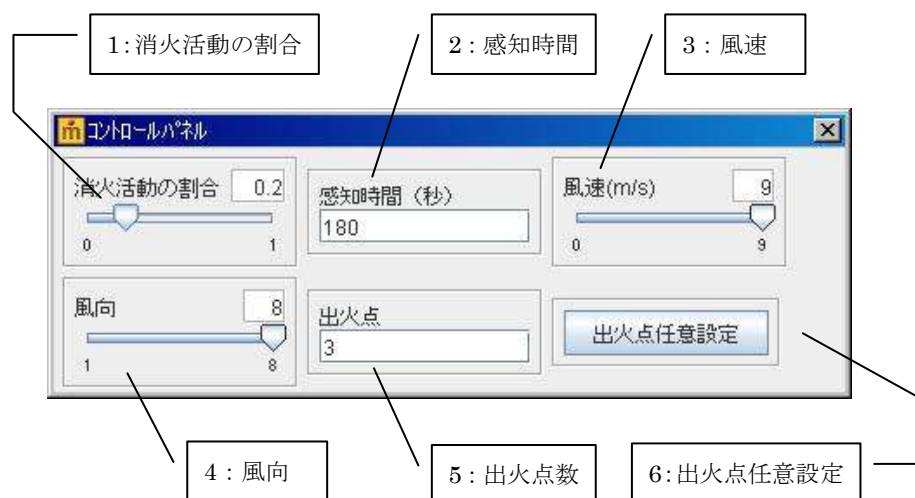 1:消火活動の割合
2：感知時間
3：風速
コントロールパネル
消火活動の割合 0.2
0 1
感知時間（秒）
180
風速(m/s) 9
0 9
風向 8
1 8
出火点
3
出火点任意設定
4：風向
5：出火点数
6:出火点任意設定